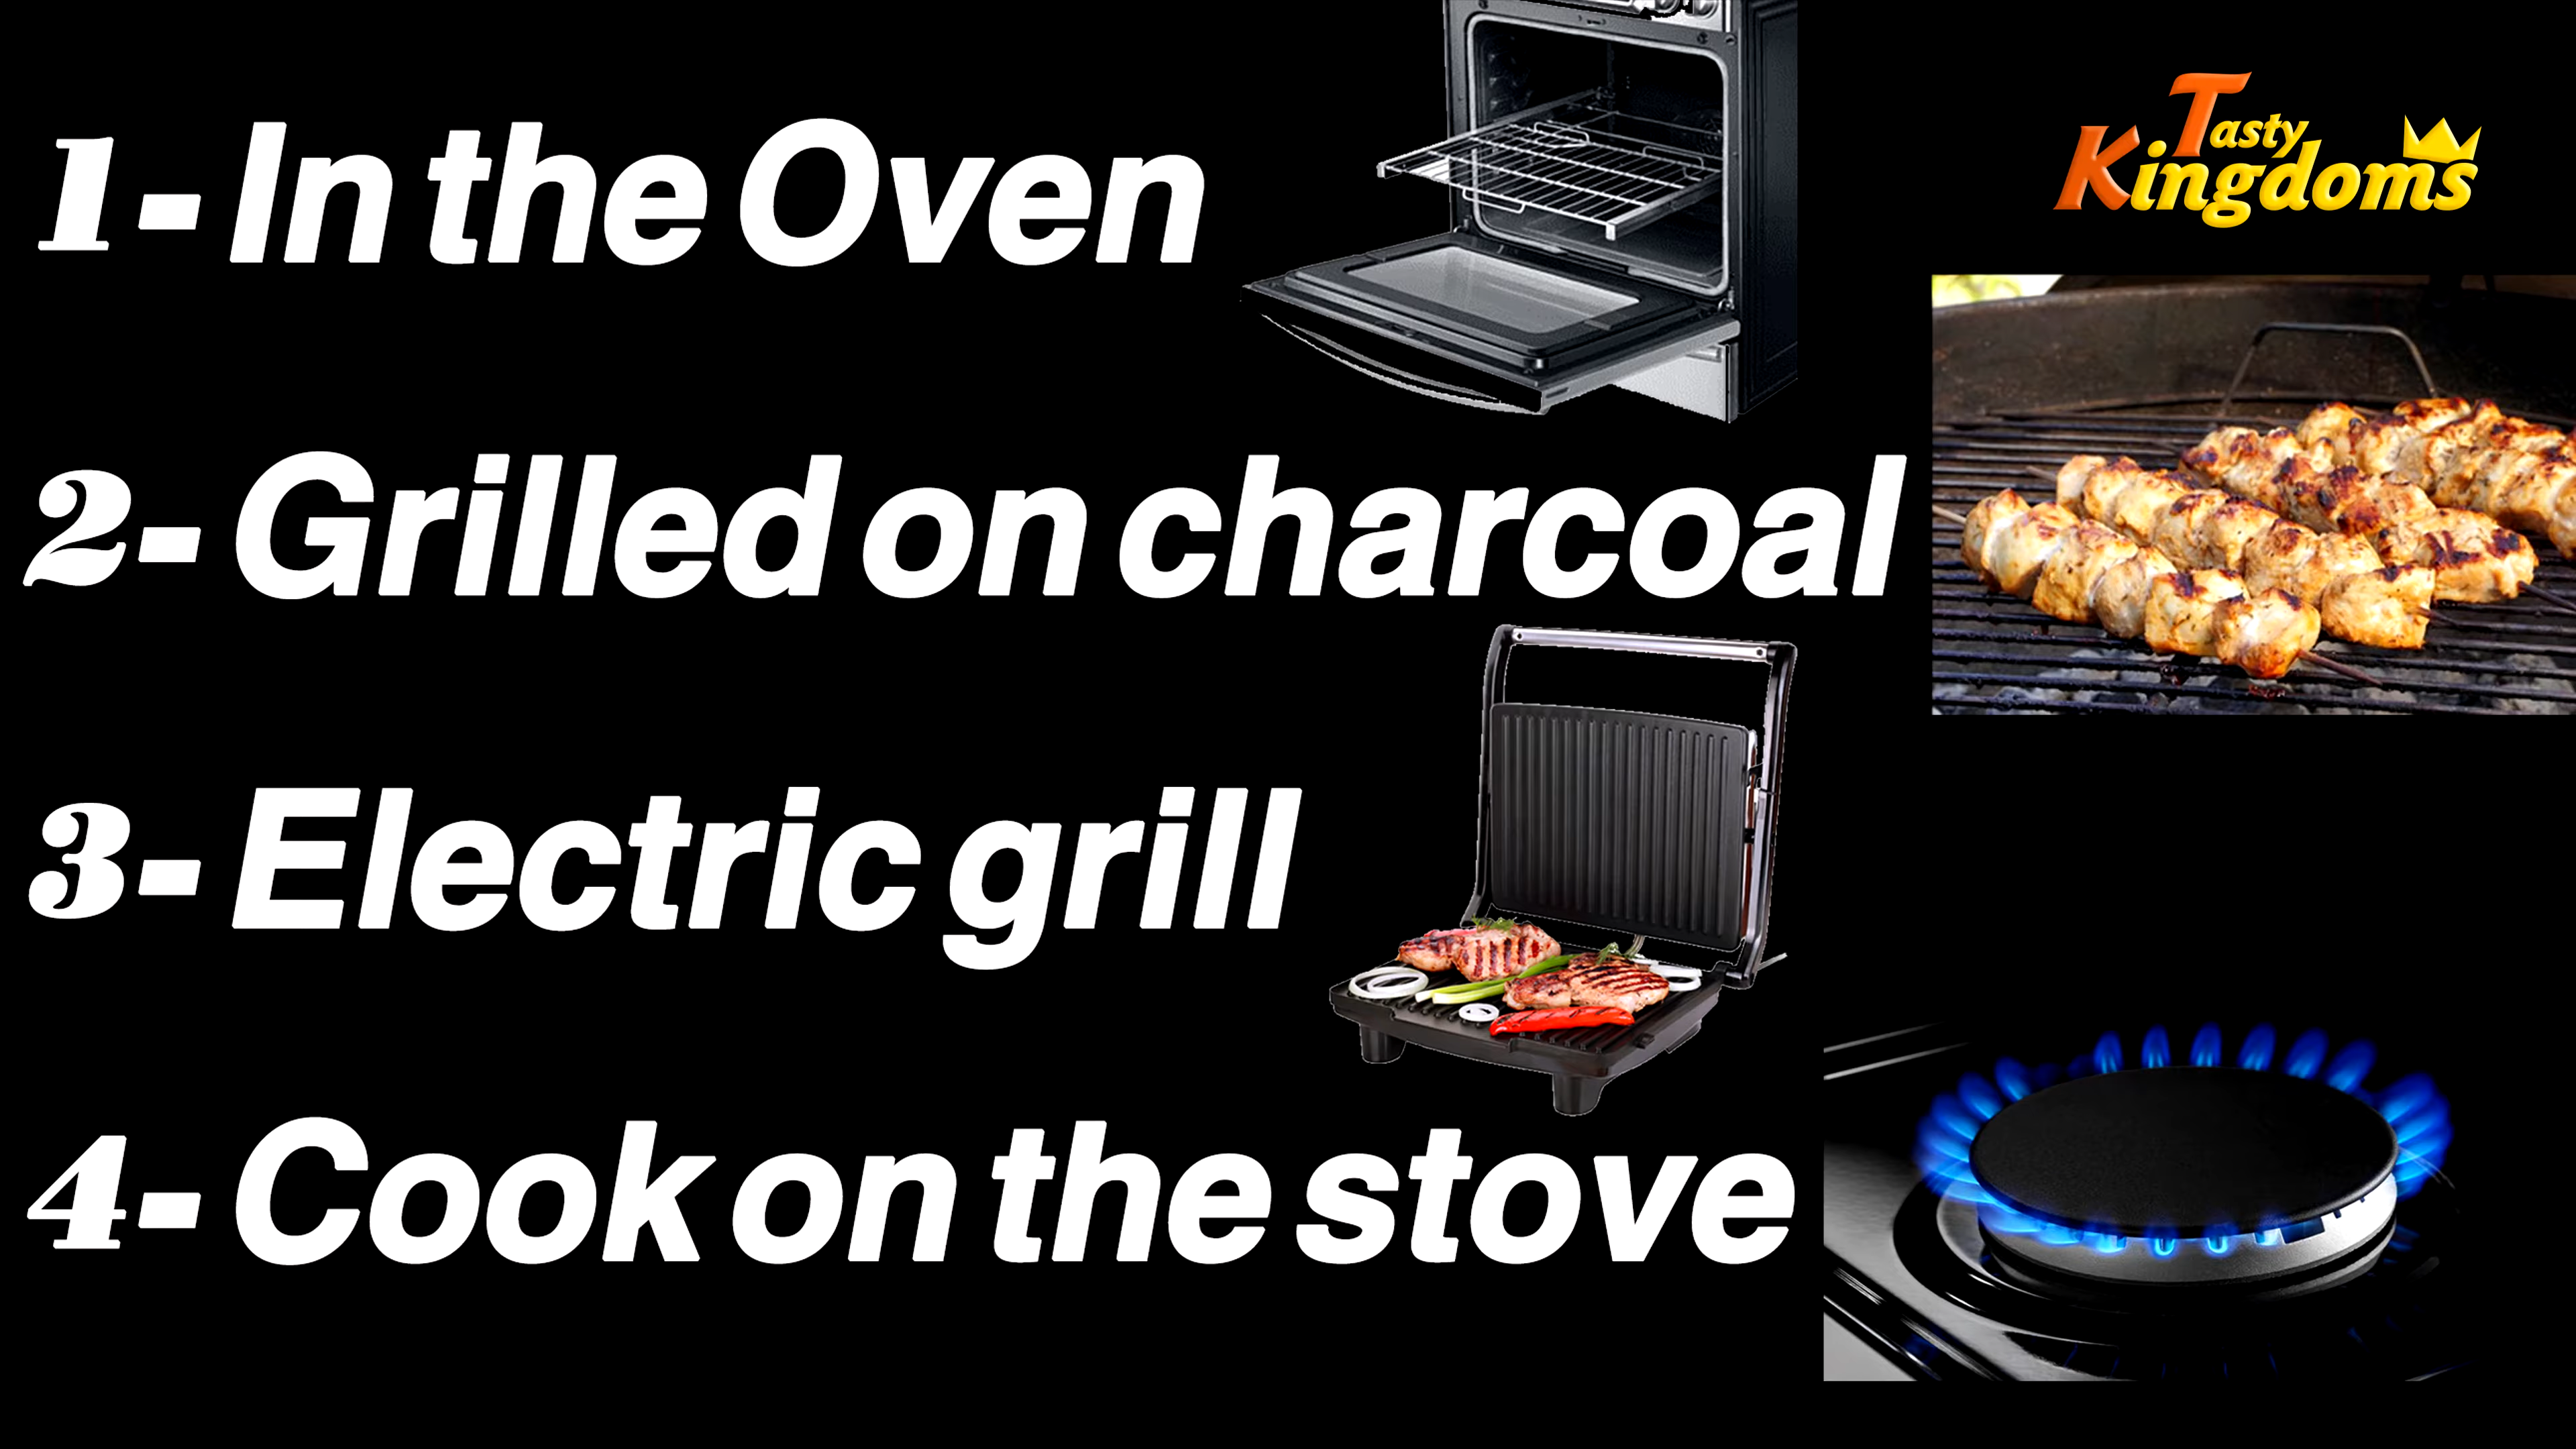 1- In the Oven
Tasty
Kingdoms
2- Grilled on charcoal
3- Electric grill
4- Cook on the stove